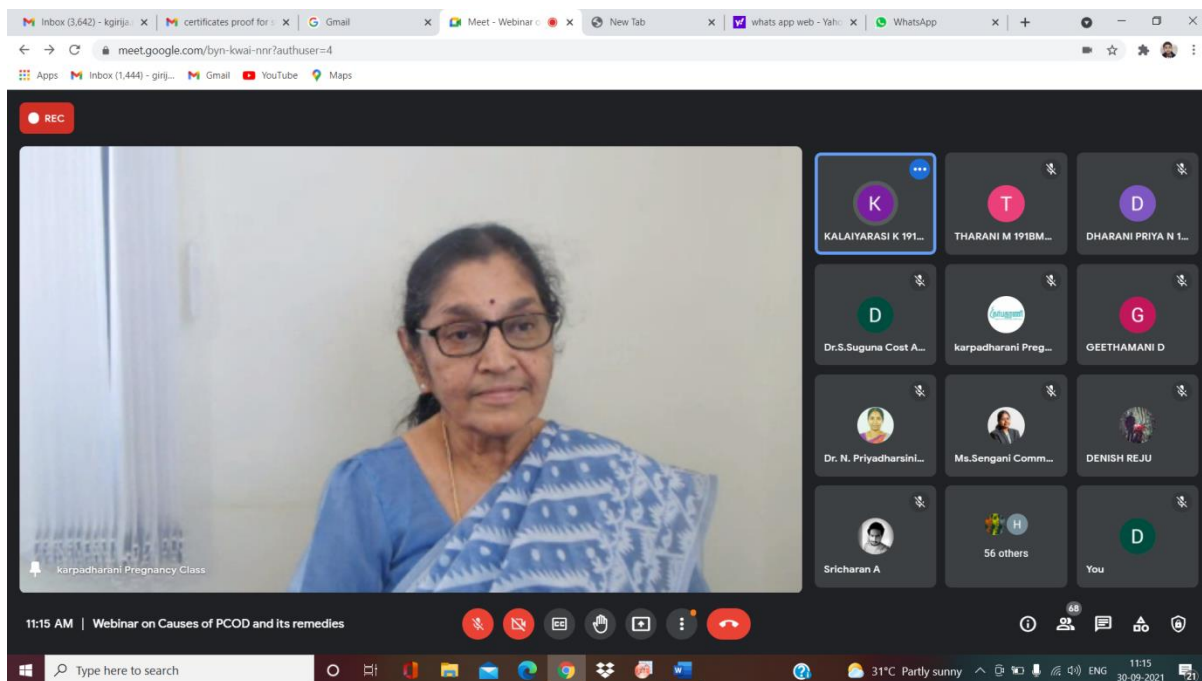 Inbox (3,642) - kgirija.
certificates proof for s
Gmail
Meet - Webinar o
New Tab
whats app web - Yaho
WhatsApp
meet.google.com/byn-kwai-nnr?authuser=4
Apps
Inbox (1,444) - girij...
Gmail
YouTube
Maps
REC
K
KALAIYARASI K 191...
T
THARANI M 191BM...
D
DHARANI PRIYA N 1...
D
Dr.S.Suguna Cost A...
karpadharani Preg...
G
GEETHAMANI D
Dr. N. Priyadharsini...
Ms.Sengani Comm...
DENISH REJU
Sricharan A
H
56 others
D
You
karpadharani Pregnancy Class
11:15 AM | Webinar on Causes of PCOD and its remedies
CC
68
Type here to search
31°C Partly sunny
ENG
11:15
30-09-2021
21